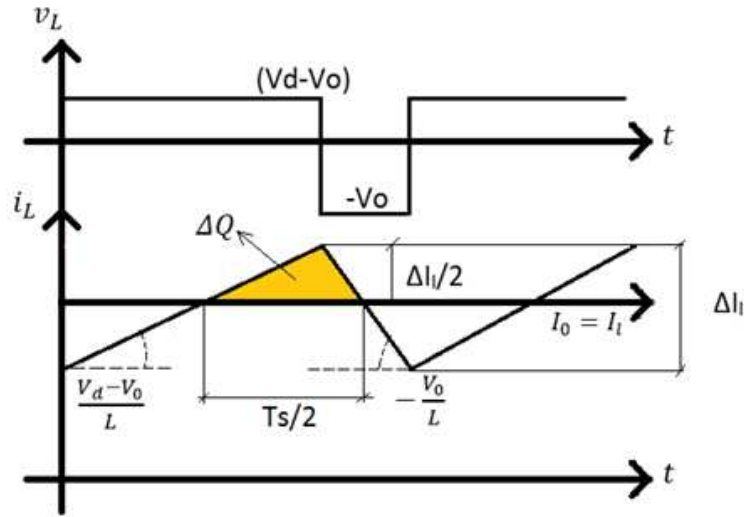 v_L
(Vd-Vo)
t
-Vo
i_L
ΔQ
ΔI_l/2
ΔI_l
I_0 = I_l
V_d−V_0
L
Ts/2
−V_0
L
t